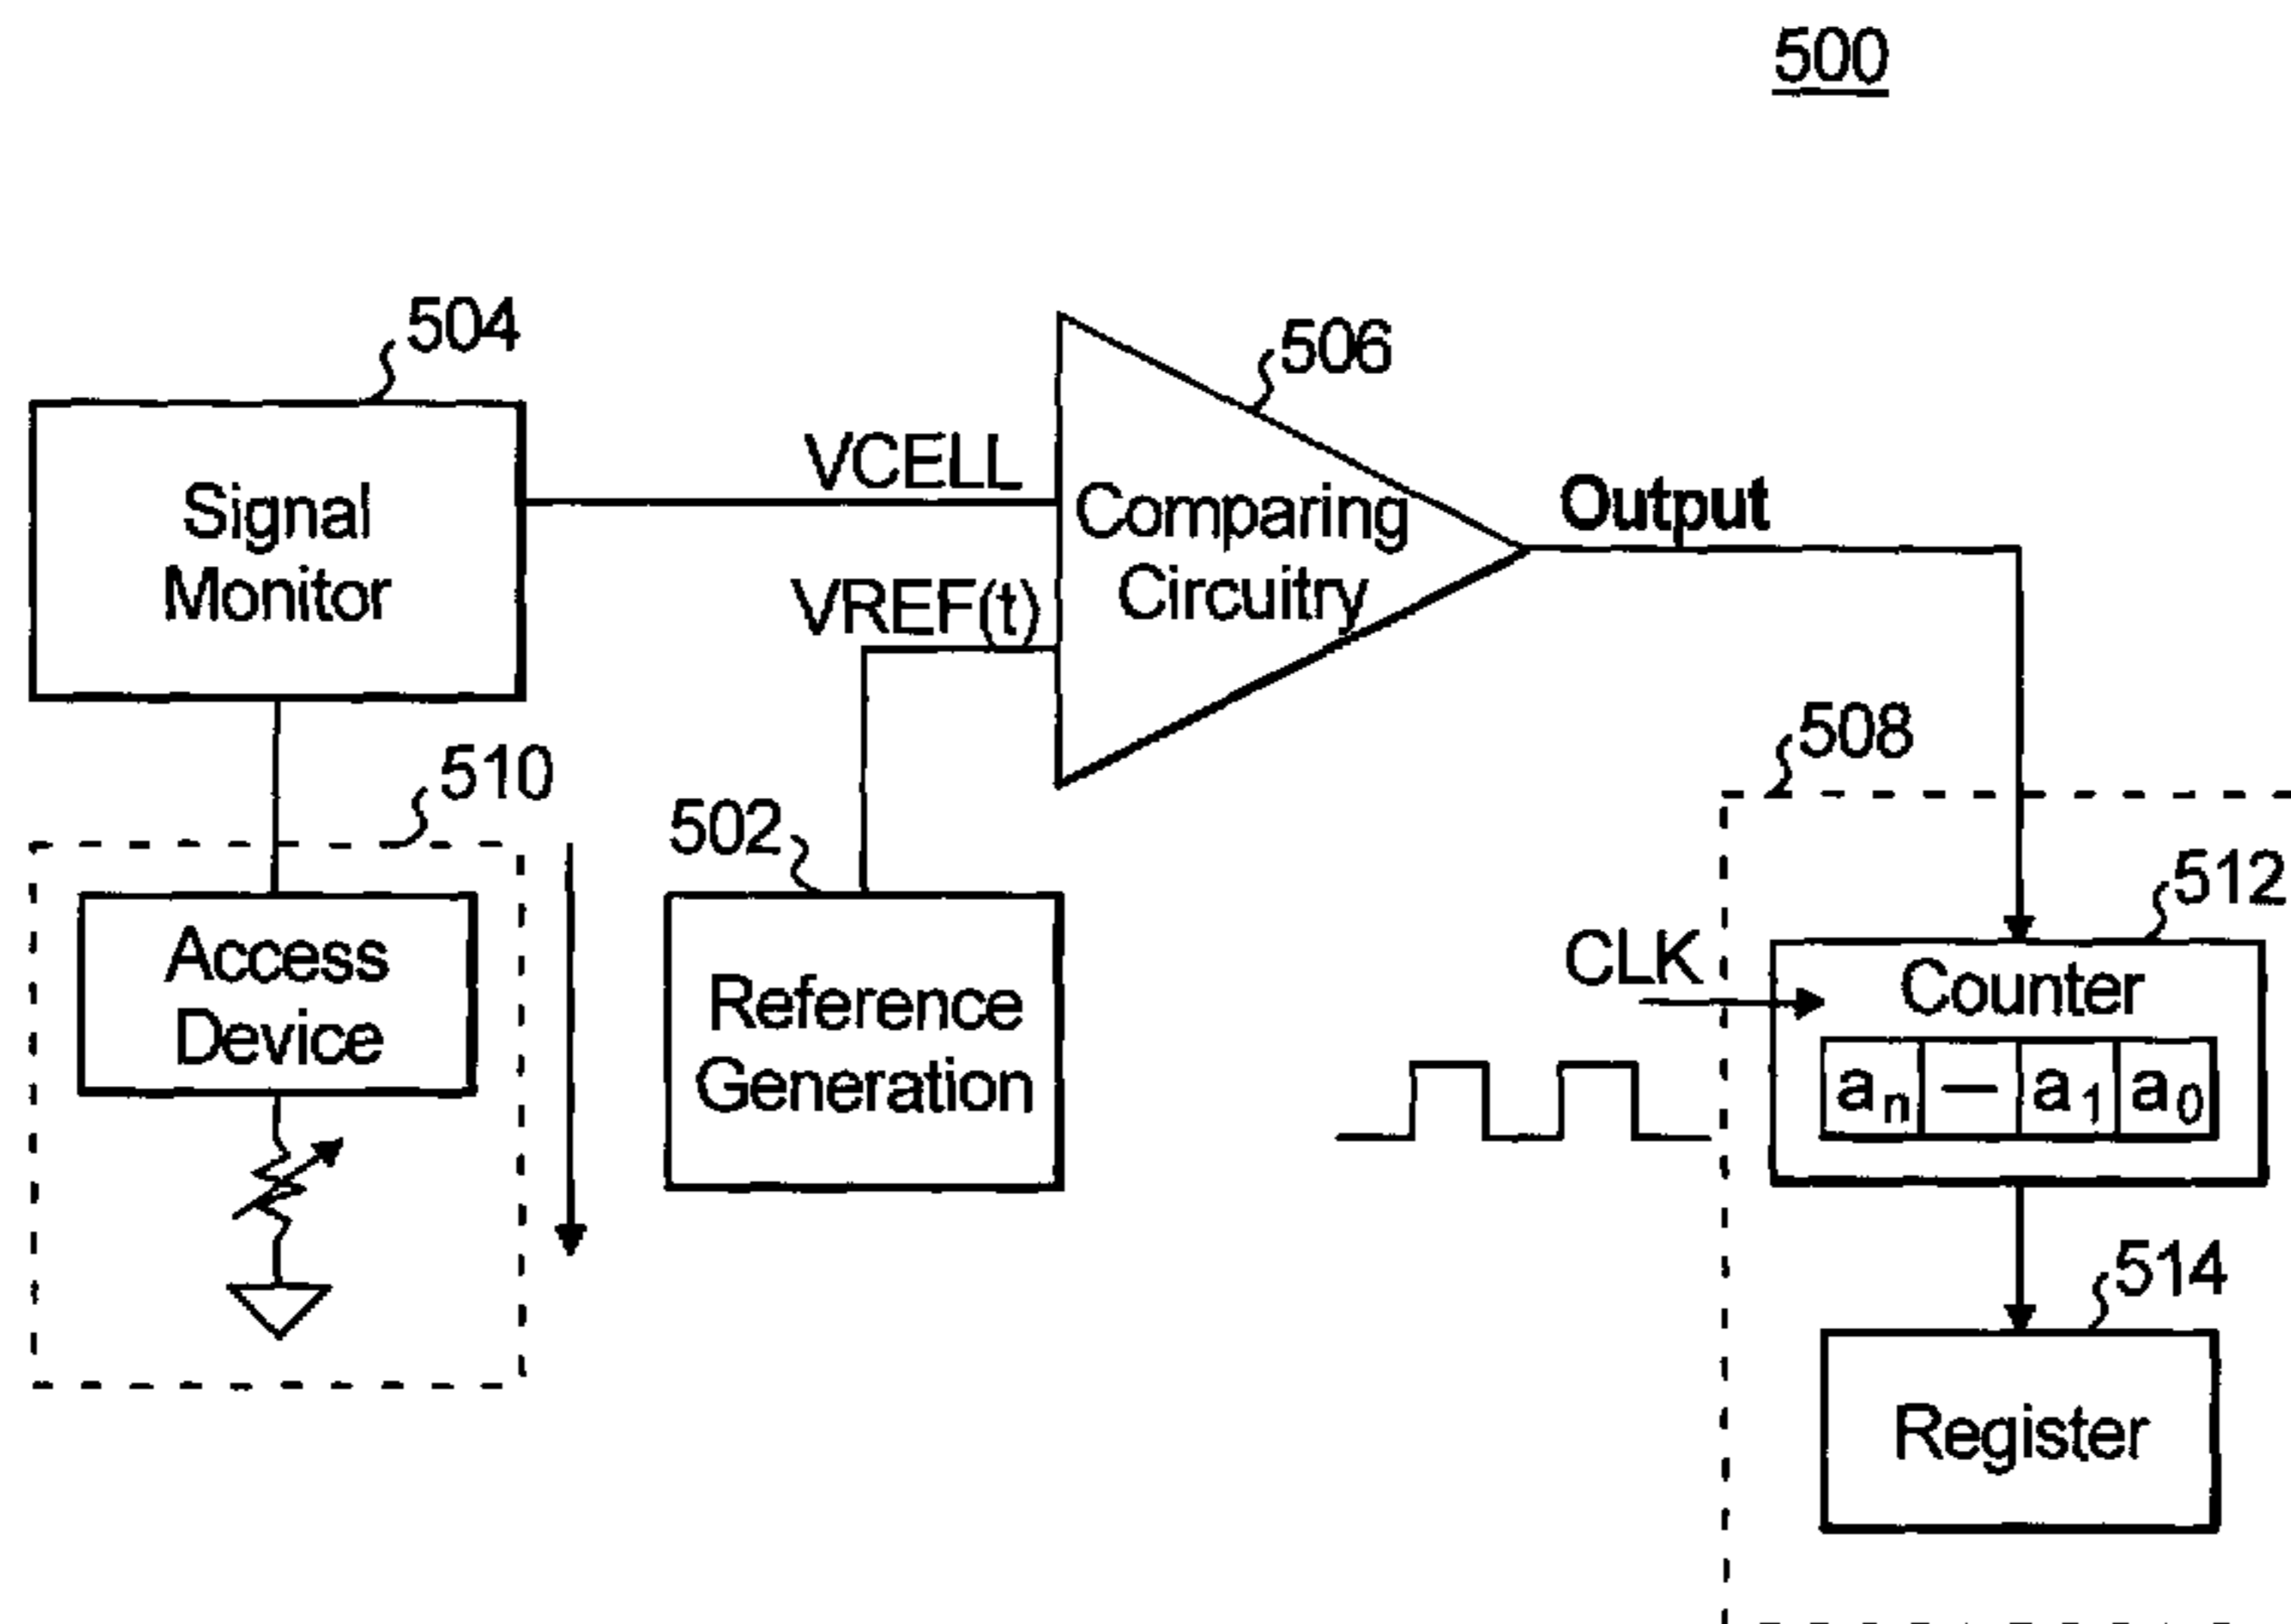 500
504
506
Signal
Monitor
VCELL
VREF(t)
Comparing
Circuitry
Output
508
510
502
512
Access
Device
Reference
Generation
CLK
Counter
an — a1 a0
514
Register